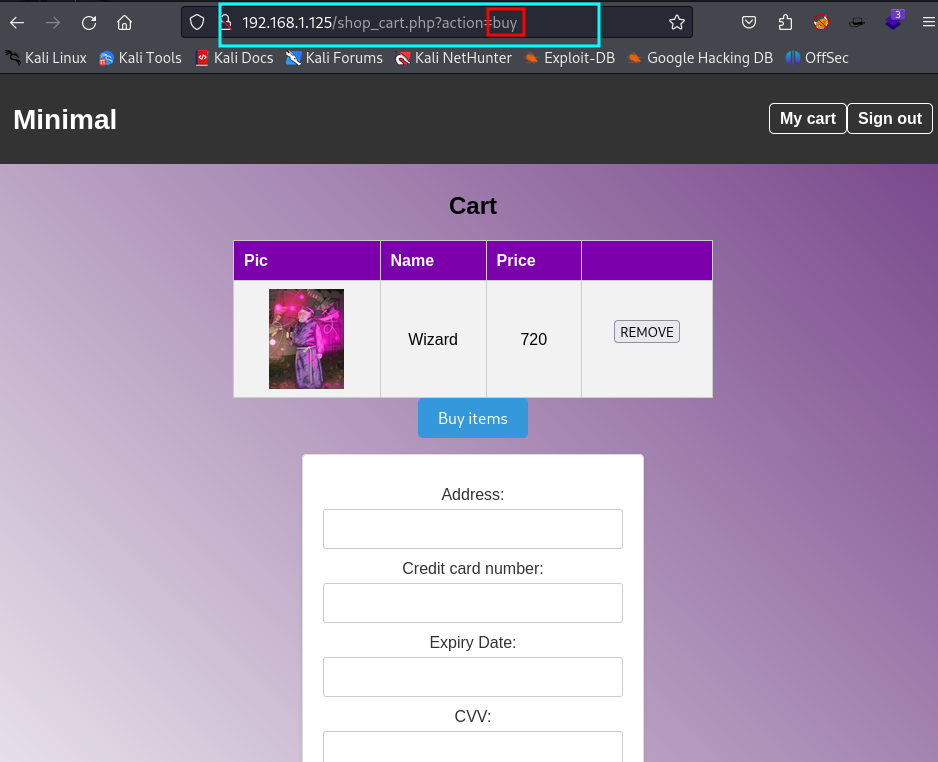 192.168.1.125/shop_cart.php?action=buy
3
Kali Linux Kali Tools Kali Docs Kali Forums Kali NetHunter Exploit-DB Google Hacking DB OffSec
Minimal My cart Sign out
Cart
Pic Name Price
Wizard 720 REMOVE
Buy items
Address:
Credit card number:
Expiry Date:
CVV: